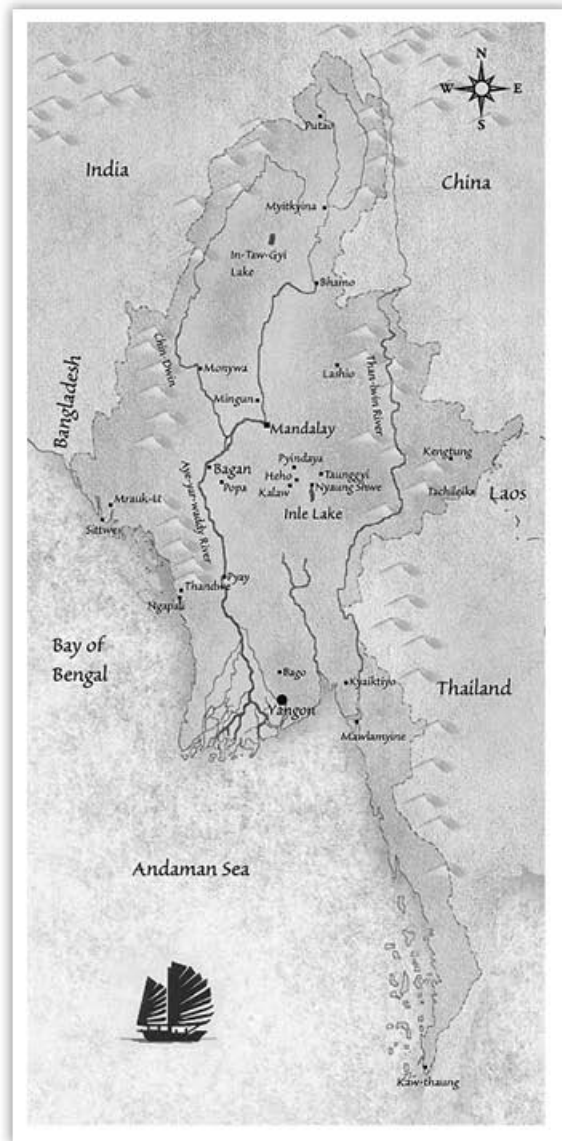 N
W E
S
Putao
India
China
Myitkyina
In-Taw-Gyi
Lake
Bhamo
Chin Dwin
Monywa
Lashio
Than-lwin River
Bangladesh
Mingun
Mandalay
Kengtung
Pyindaya
Bagan
Heho
Taunggyi
Popa
Kalaw
Nyaung Shwe
Tachileik
Laos
Inle Lake
Aye-yar-waddy River
Mrauk-U
Sittwe
Pyay
Thandwe
Ngapali
Bay of
Bengal
Bago
Kyaiktiyo
Thailand
Yangon
Mawlamyine
Andaman Sea
Kaw-thaung